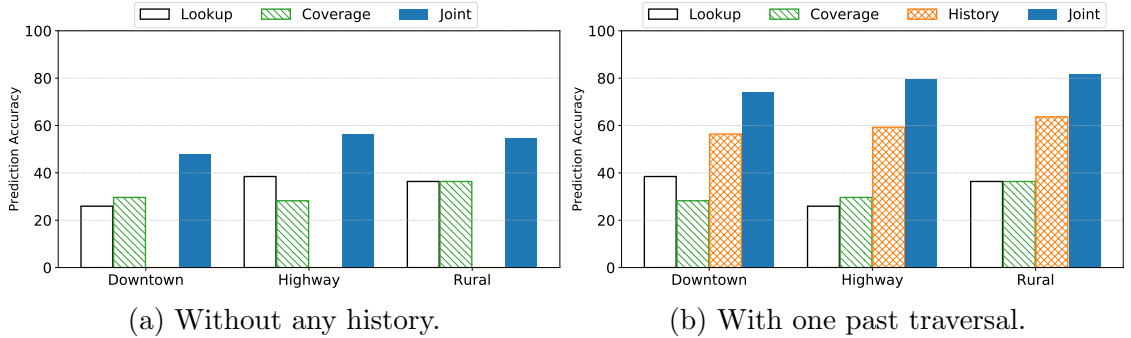 Lookup Coverage Joint
100
80
60
40
20
0
Prediction Accuracy
Downtown Highway Rural
(a) Without any history.
Lookup Coverage History Joint
100
80
60
40
20
0
Prediction Accuracy
Downtown Highway Rural
(b) With one past traversal.